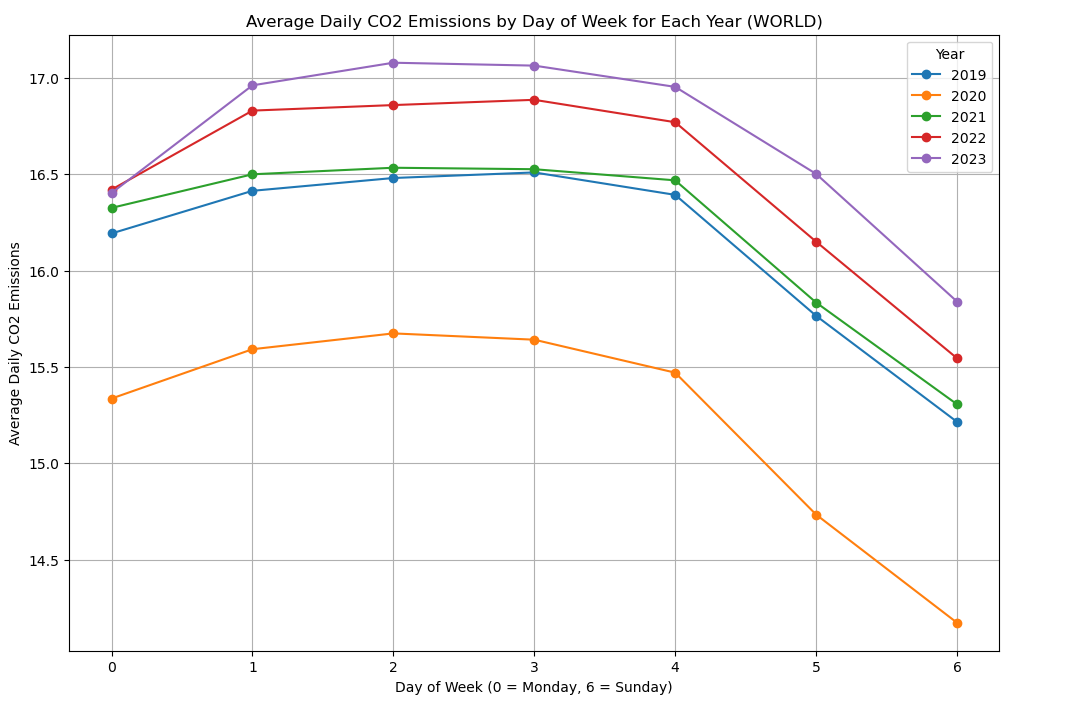 Average Daily CO2 Emissions by Day of Week for Each Year (WORLD)
Year
2019
2020
2021
2022
2023
17.0
16.5
16.0
15.5
15.0
14.5
Average Daily CO2 Emissions
0 1 2 3 4 5 6
Day of Week (0 = Monday, 6 = Sunday)